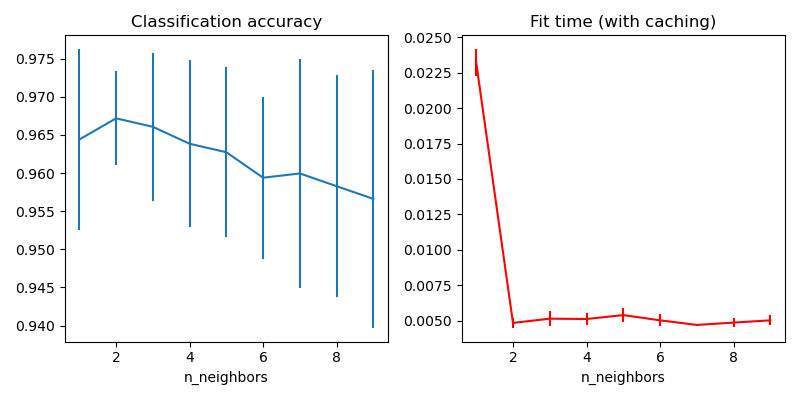 Classification accuracy
0.975
0.970
0.965
0.960
0.955
0.950
0.945
0.940
2 4 6 8
n_neighbors
Fit time (with caching)
0.0250
0.0225
0.0200
0.0175
0.0150
0.0125
0.0100
0.0075
0.0050
2 4 6 8
n_neighbors